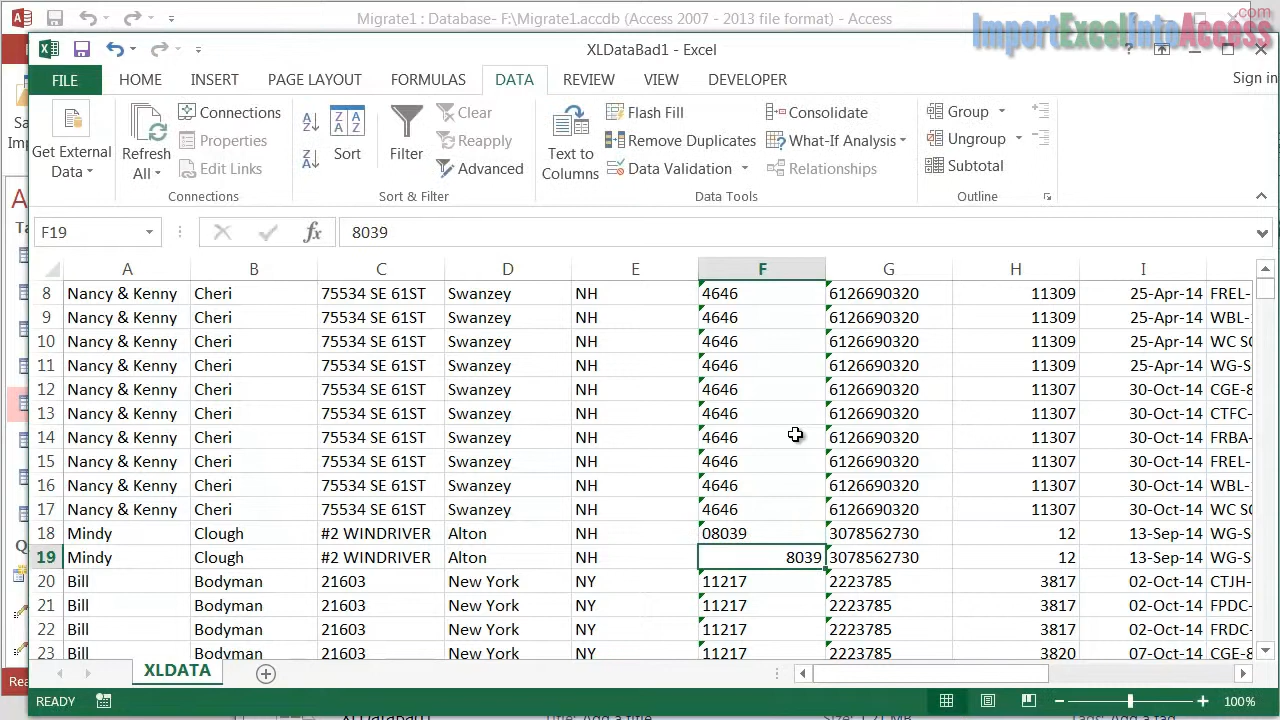 Migrate1 : Database- F:\Migrate1.accdb (Access 2007 - 2013 file format) - Access
ImportExcelIntoAccess.com
XLDataBad1 - Excel
FILE HOME INSERT PAGE LAYOUT FORMULAS DATA REVIEW VIEW DEVELOPER Sign in
Get External Data
Refresh All
Connections
Properties
Edit Links
Connections
Sort
Filter
Clear
Reapply
Advanced
Sort & Filter
Text to Columns
Flash Fill
Remove Duplicates
Data Validation
Consolidate
What-If Analysis
Relationships
Data Tools
Group
Ungroup
Subtotal
Outline
F19 fx 8039
A B C D E F G H I
8 Nancy & Kenny Cheri 75534 SE 61ST Swanzey NH 4646 6126690320 11309 25-Apr-14 FREL-
9 Nancy & Kenny Cheri 75534 SE 61ST Swanzey NH 4646 6126690320 11309 25-Apr-14 WBL-
10 Nancy & Kenny Cheri 75534 SE 61ST Swanzey NH 4646 6126690320 11309 25-Apr-14 WC SC
11 Nancy & Kenny Cheri 75534 SE 61ST Swanzey NH 4646 6126690320 11309 25-Apr-14 WG-S
12 Nancy & Kenny Cheri 75534 SE 61ST Swanzey NH 4646 6126690320 11307 30-Oct-14 CGE-8
13 Nancy & Kenny Cheri 75534 SE 61ST Swanzey NH 4646 6126690320 11307 30-Oct-14 CTFC-
14 Nancy & Kenny Cheri 75534 SE 61ST Swanzey NH 4646 6126690320 11307 30-Oct-14 FRBA-
15 Nancy & Kenny Cheri 75534 SE 61ST Swanzey NH 4646 6126690320 11307 30-Oct-14 FREL-
16 Nancy & Kenny Cheri 75534 SE 61ST Swanzey NH 4646 6126690320 11307 30-Oct-14 WBL-
17 Nancy & Kenny Cheri 75534 SE 61ST Swanzey NH 4646 6126690320 11307 30-Oct-14 WC SC
18 Mindy Clough #2 WINDRIVER Alton NH 08039 3078562730 12 13-Sep-14 WG-S
19 Mindy Clough #2 WINDRIVER Alton NH 8039 3078562730 12 13-Sep-14 WG-S
20 Bill Bodyman 21603 New York NY 11217 2223785 3817 02-Oct-14 CTJH-
21 Bill Bodyman 21603 New York NY 11217 2223785 3817 02-Oct-14 FPDC-
22 Bill Bodyman 21603 New York NY 11217 2223785 3817 02-Oct-14 FRDC-
23 Bill Bodyman 21603 New York NY 11217 2223785 3820 07-Oct-14 CGE-8
XLDATA
READY 100%